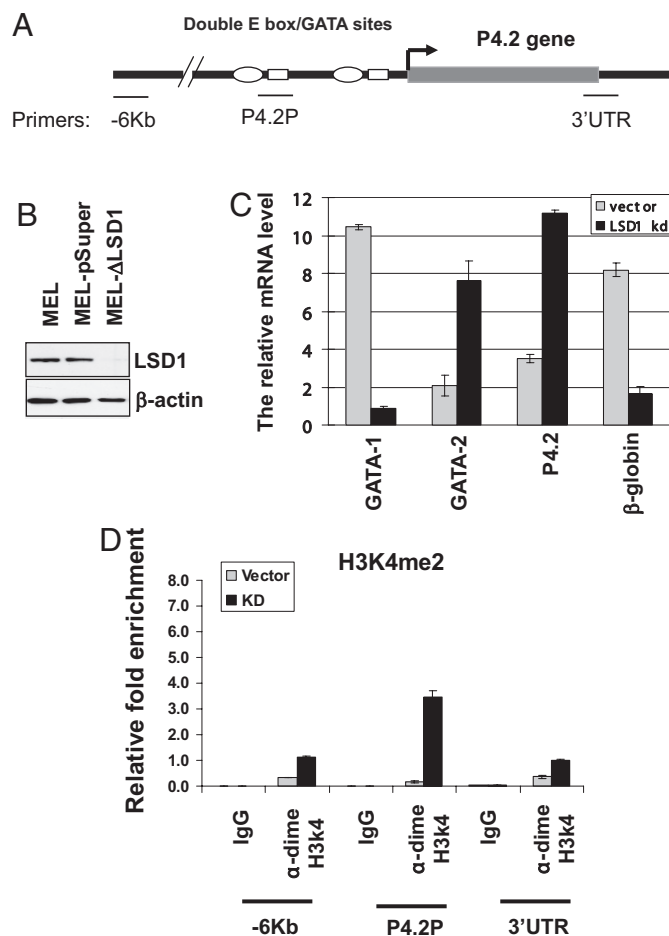 A
Double E box/GATA sites
P4.2 gene
Primers:
-6Kb
P4.2P
3'UTR
B
MEL
MEL-pSuper
MEL-ΔLSD1
LSD1
β-actin
C
The relative mRNA level
12
10
8
6
4
2
0
vector
LSD1 kd
GATA-1
GATA-2
P4.2
β-globin
D
H3K4me2
Relative fold enrichment
Vector
KD
8.0
7.0
6.0
5.0
4.0
3.0
2.0
1.0
0.0
IgG
α-dime
H3k4
IgG
α-dime
H3k4
IgG
α-dime
H3k4
-6Kb
P4.2P
3'UTR